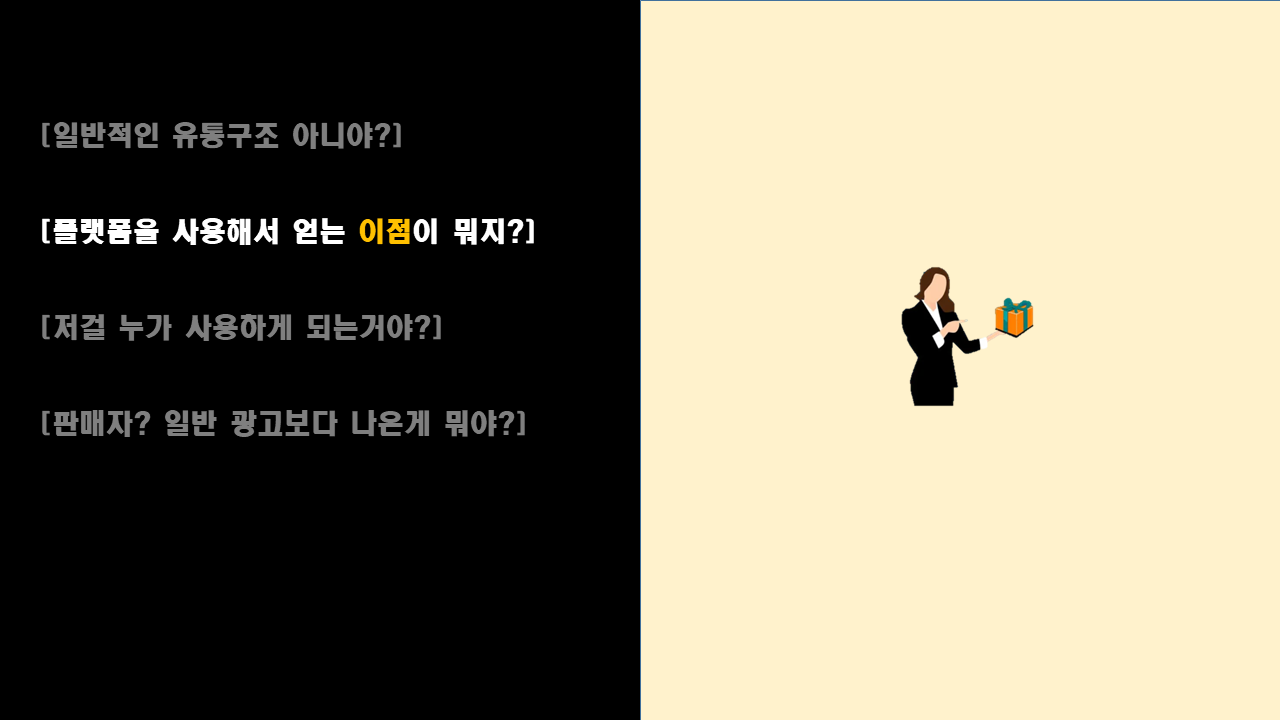 [일반적인 유통구조 아니야?]
[플랫폼을 사용해서 얻는 이점이 뭐지?]
[저걸 누가 사용하게 되는거야?]
[판매자? 일반 광고보다 나은게 뭐야?]